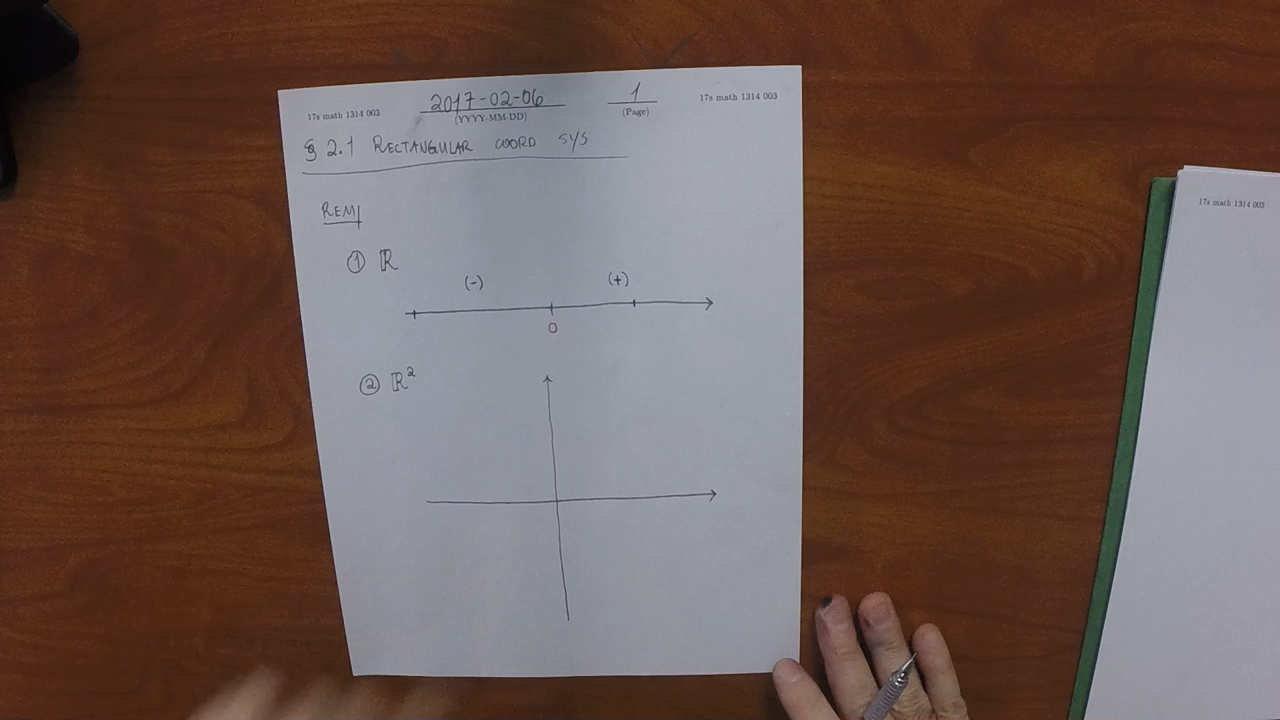 17s math 1314 003 2017-02-06 1 17s math 1314 003
(YYYY-MM-DD) (Page)
§ 2.1 RECTANGULAR COORD SYS
REM
① ℝ
(-) (+)
0
② ℝ²
17s math 1314 003